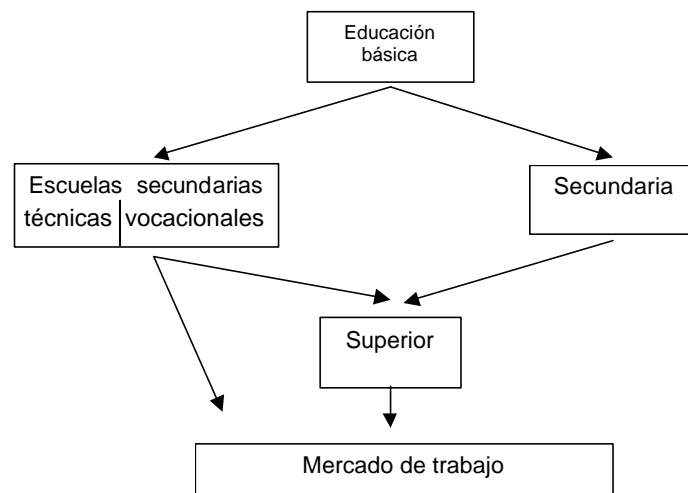 Educación
básica
Escuelas secundarias
técnicas vocacionales
Secundaria
Superior
Mercado de trabajo